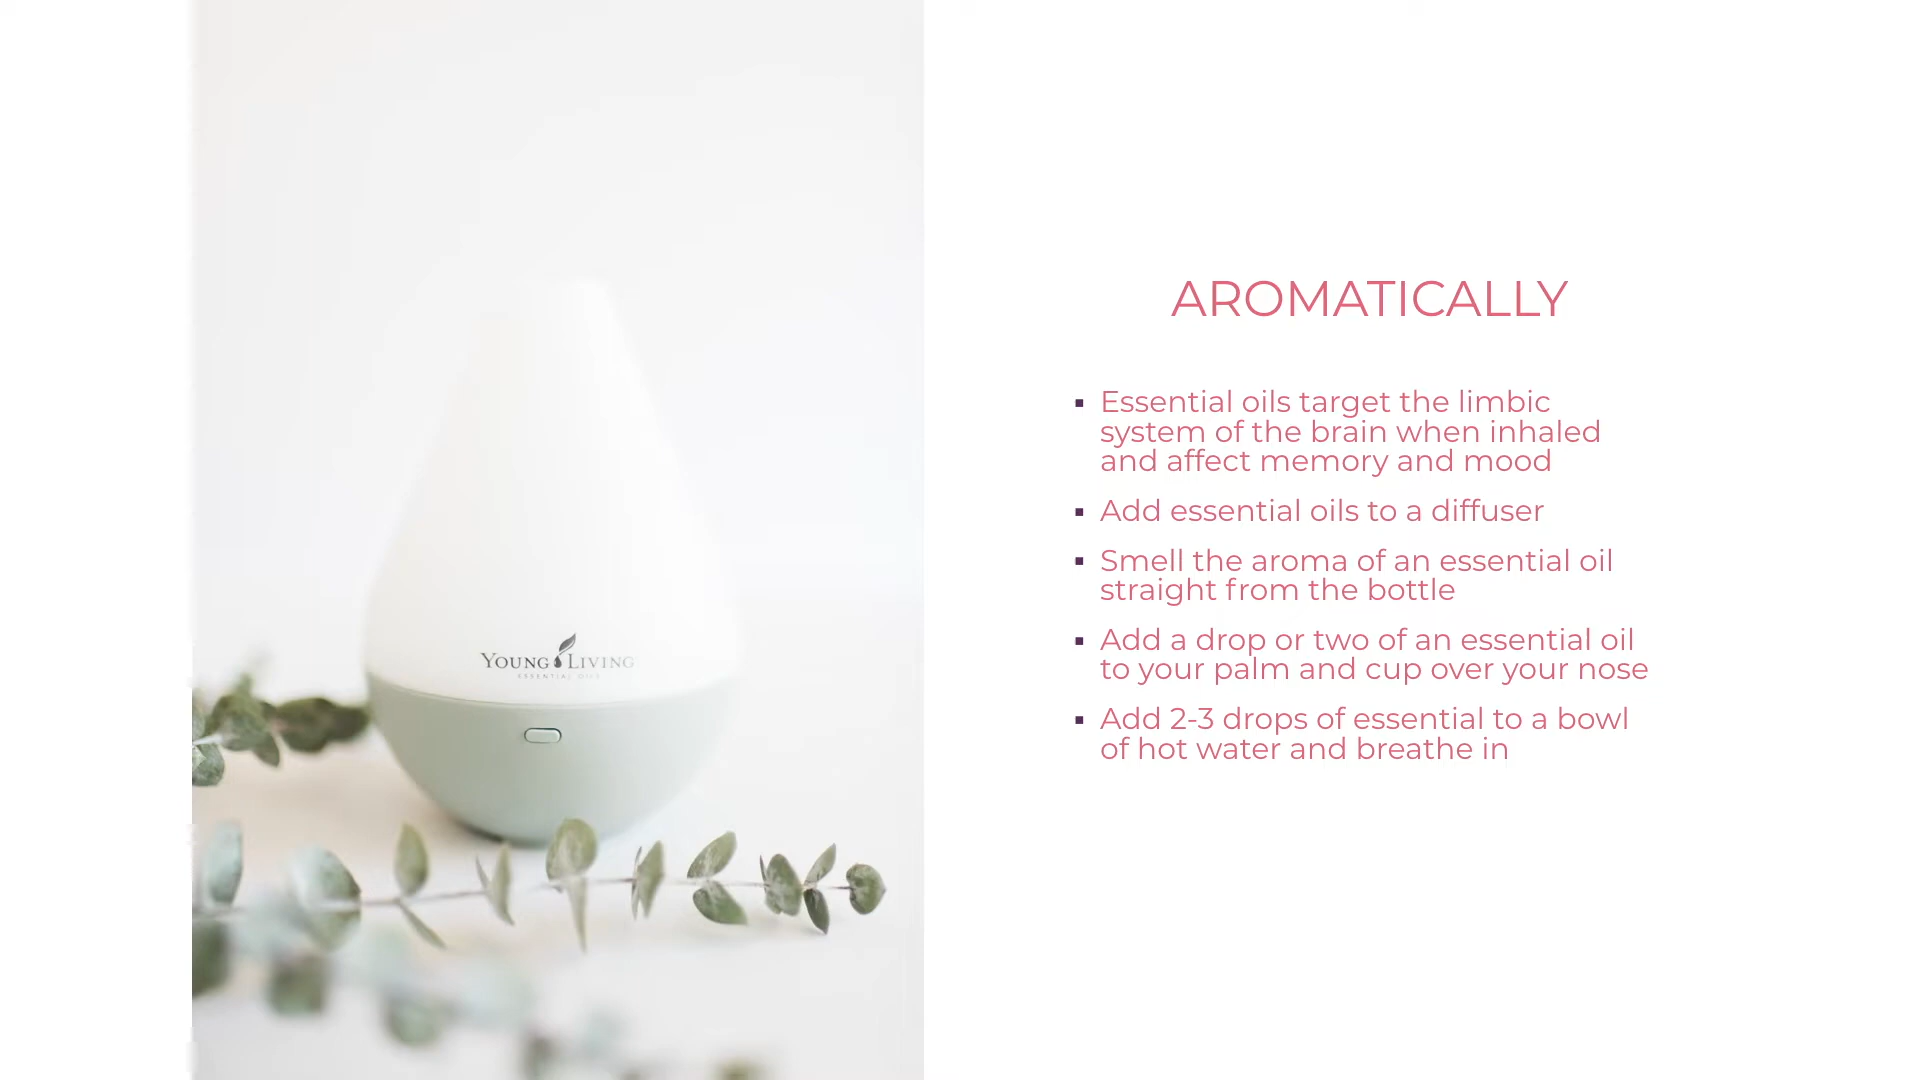 YOUNG LIVING
ESSENTIAL OILS
AROMATICALLY
▪ Essential oils target the limbic
system of the brain when inhaled
and affect memory and mood
▪ Add essential oils to a diffuser
▪ Smell the aroma of an essential oil
straight from the bottle
▪ Add a drop or two of an essential oil
to your palm and cup over your nose
▪ Add 2-3 drops of essential to a bowl
of hot water and breathe in